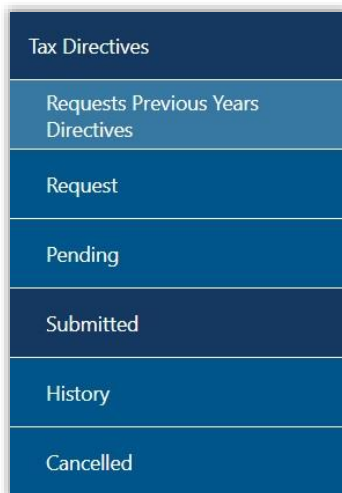 Tax Directives
Requests Previous Years
Directives
Request
Pending
Submitted
History
Cancelled